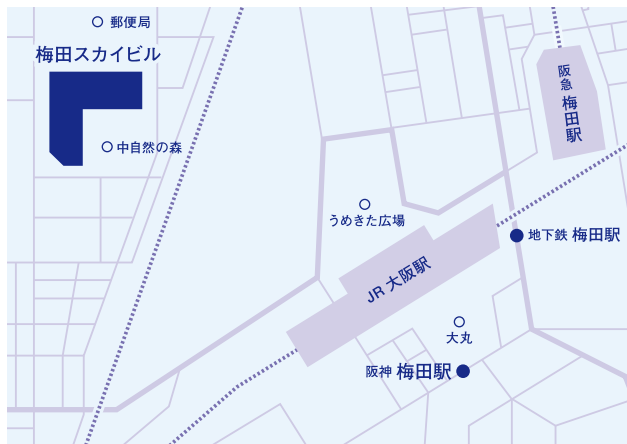 郵便局
梅田スカイビル
阪急 梅田駅
中自然の森
うめきた広場
地下鉄 梅田駅
JR 大阪駅
大丸
阪神 梅田駅